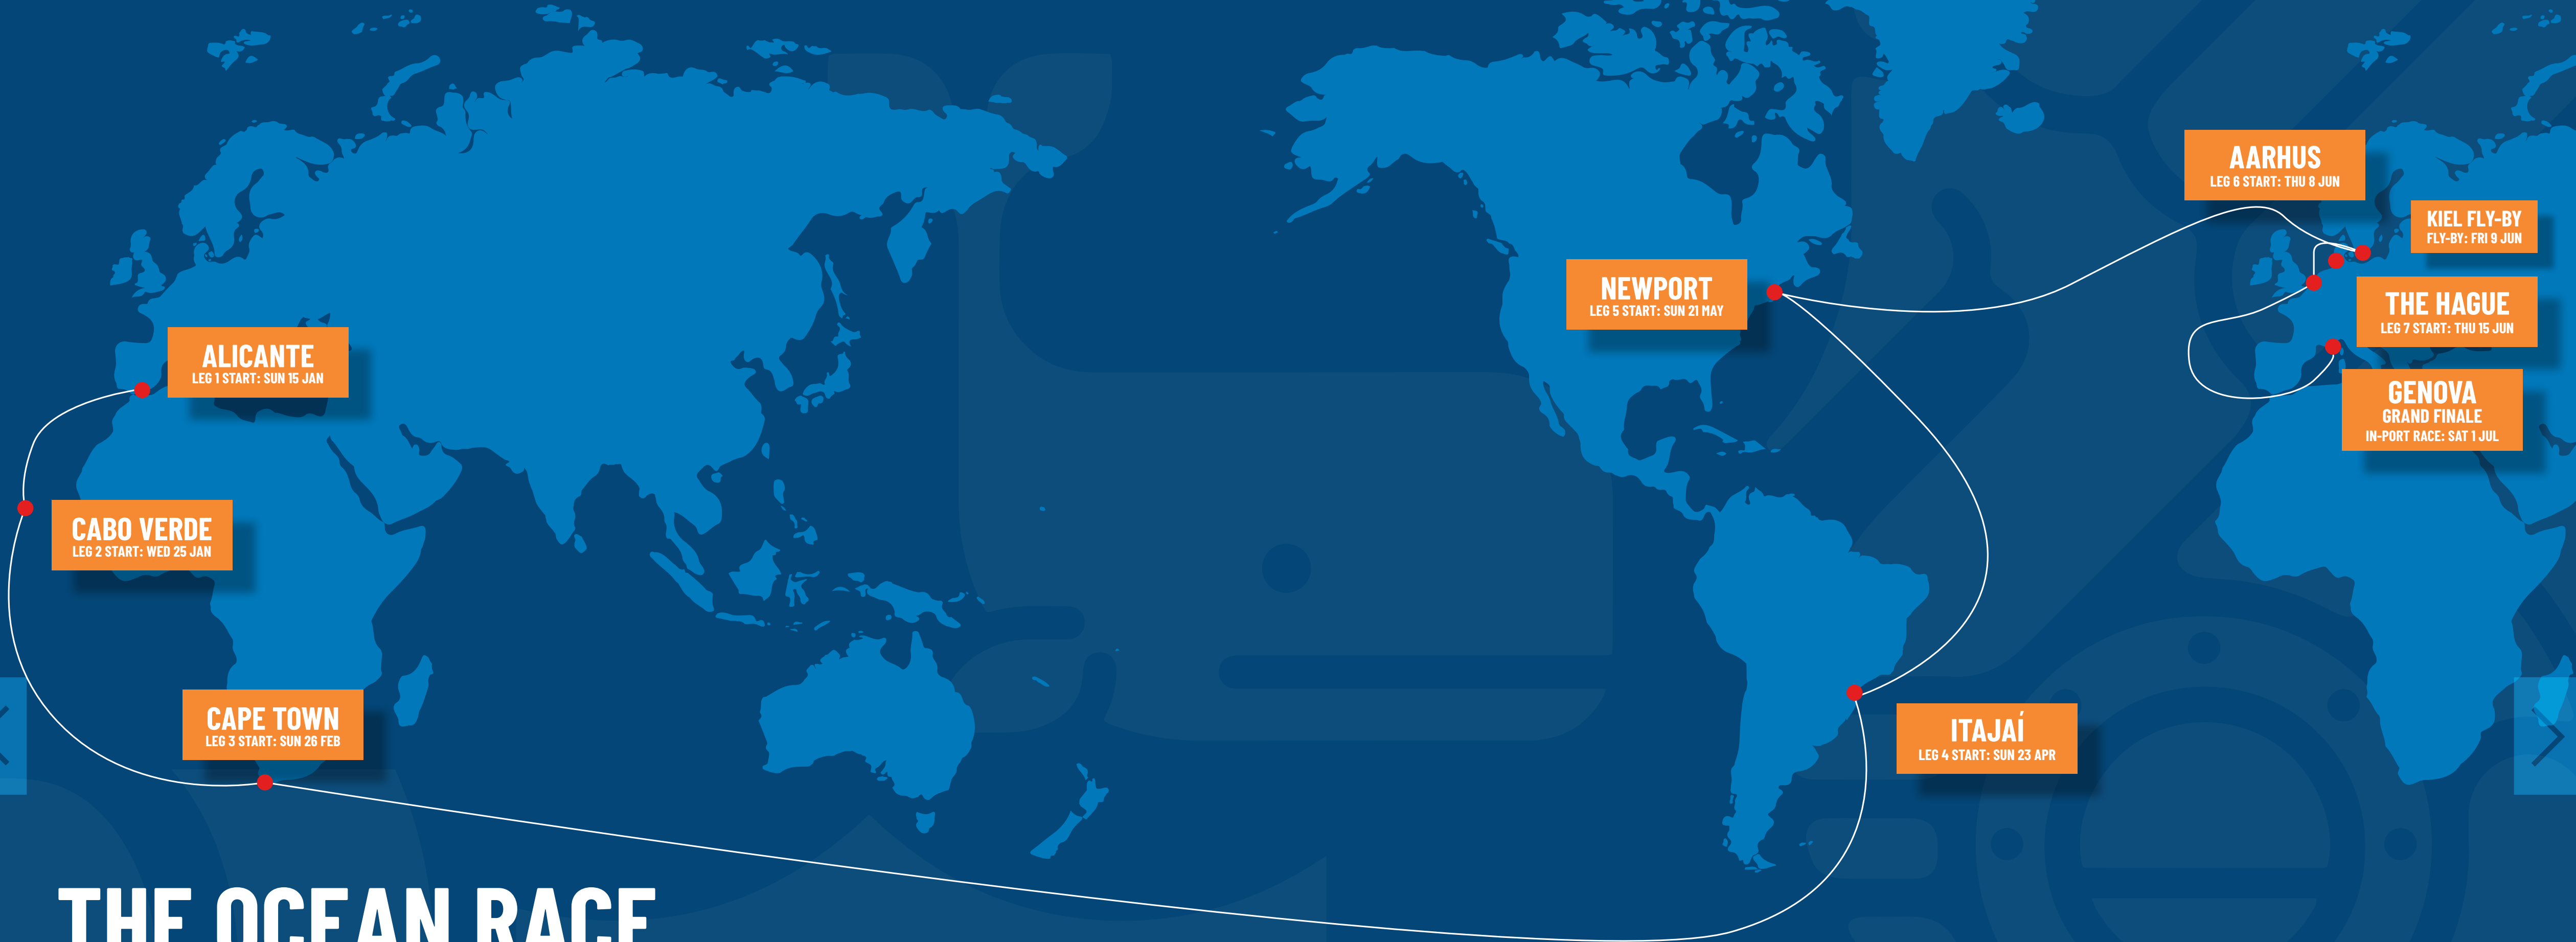 AARHUS
LEG 6 START: THU 8 JUN
KIEL FLY-BY
FLY-BY: FRI 9 JUN
NEWPORT
LEG 5 START: SUN 21 MAY
THE HAGUE
LEG 7 START: THU 15 JUN
ALICANTE
LEG 1 START: SUN 15 JAN
GENOVA
GRAND FINALE
IN-PORT RACE: SAT 1 JUL
CABO VERDE
LEG 2 START: WED 25 JAN
CAPE TOWN
LEG 3 START: SUN 26 FEB
ITAJAÍ
LEG 4 START: SUN 23 APR
THE OCEAN RACE